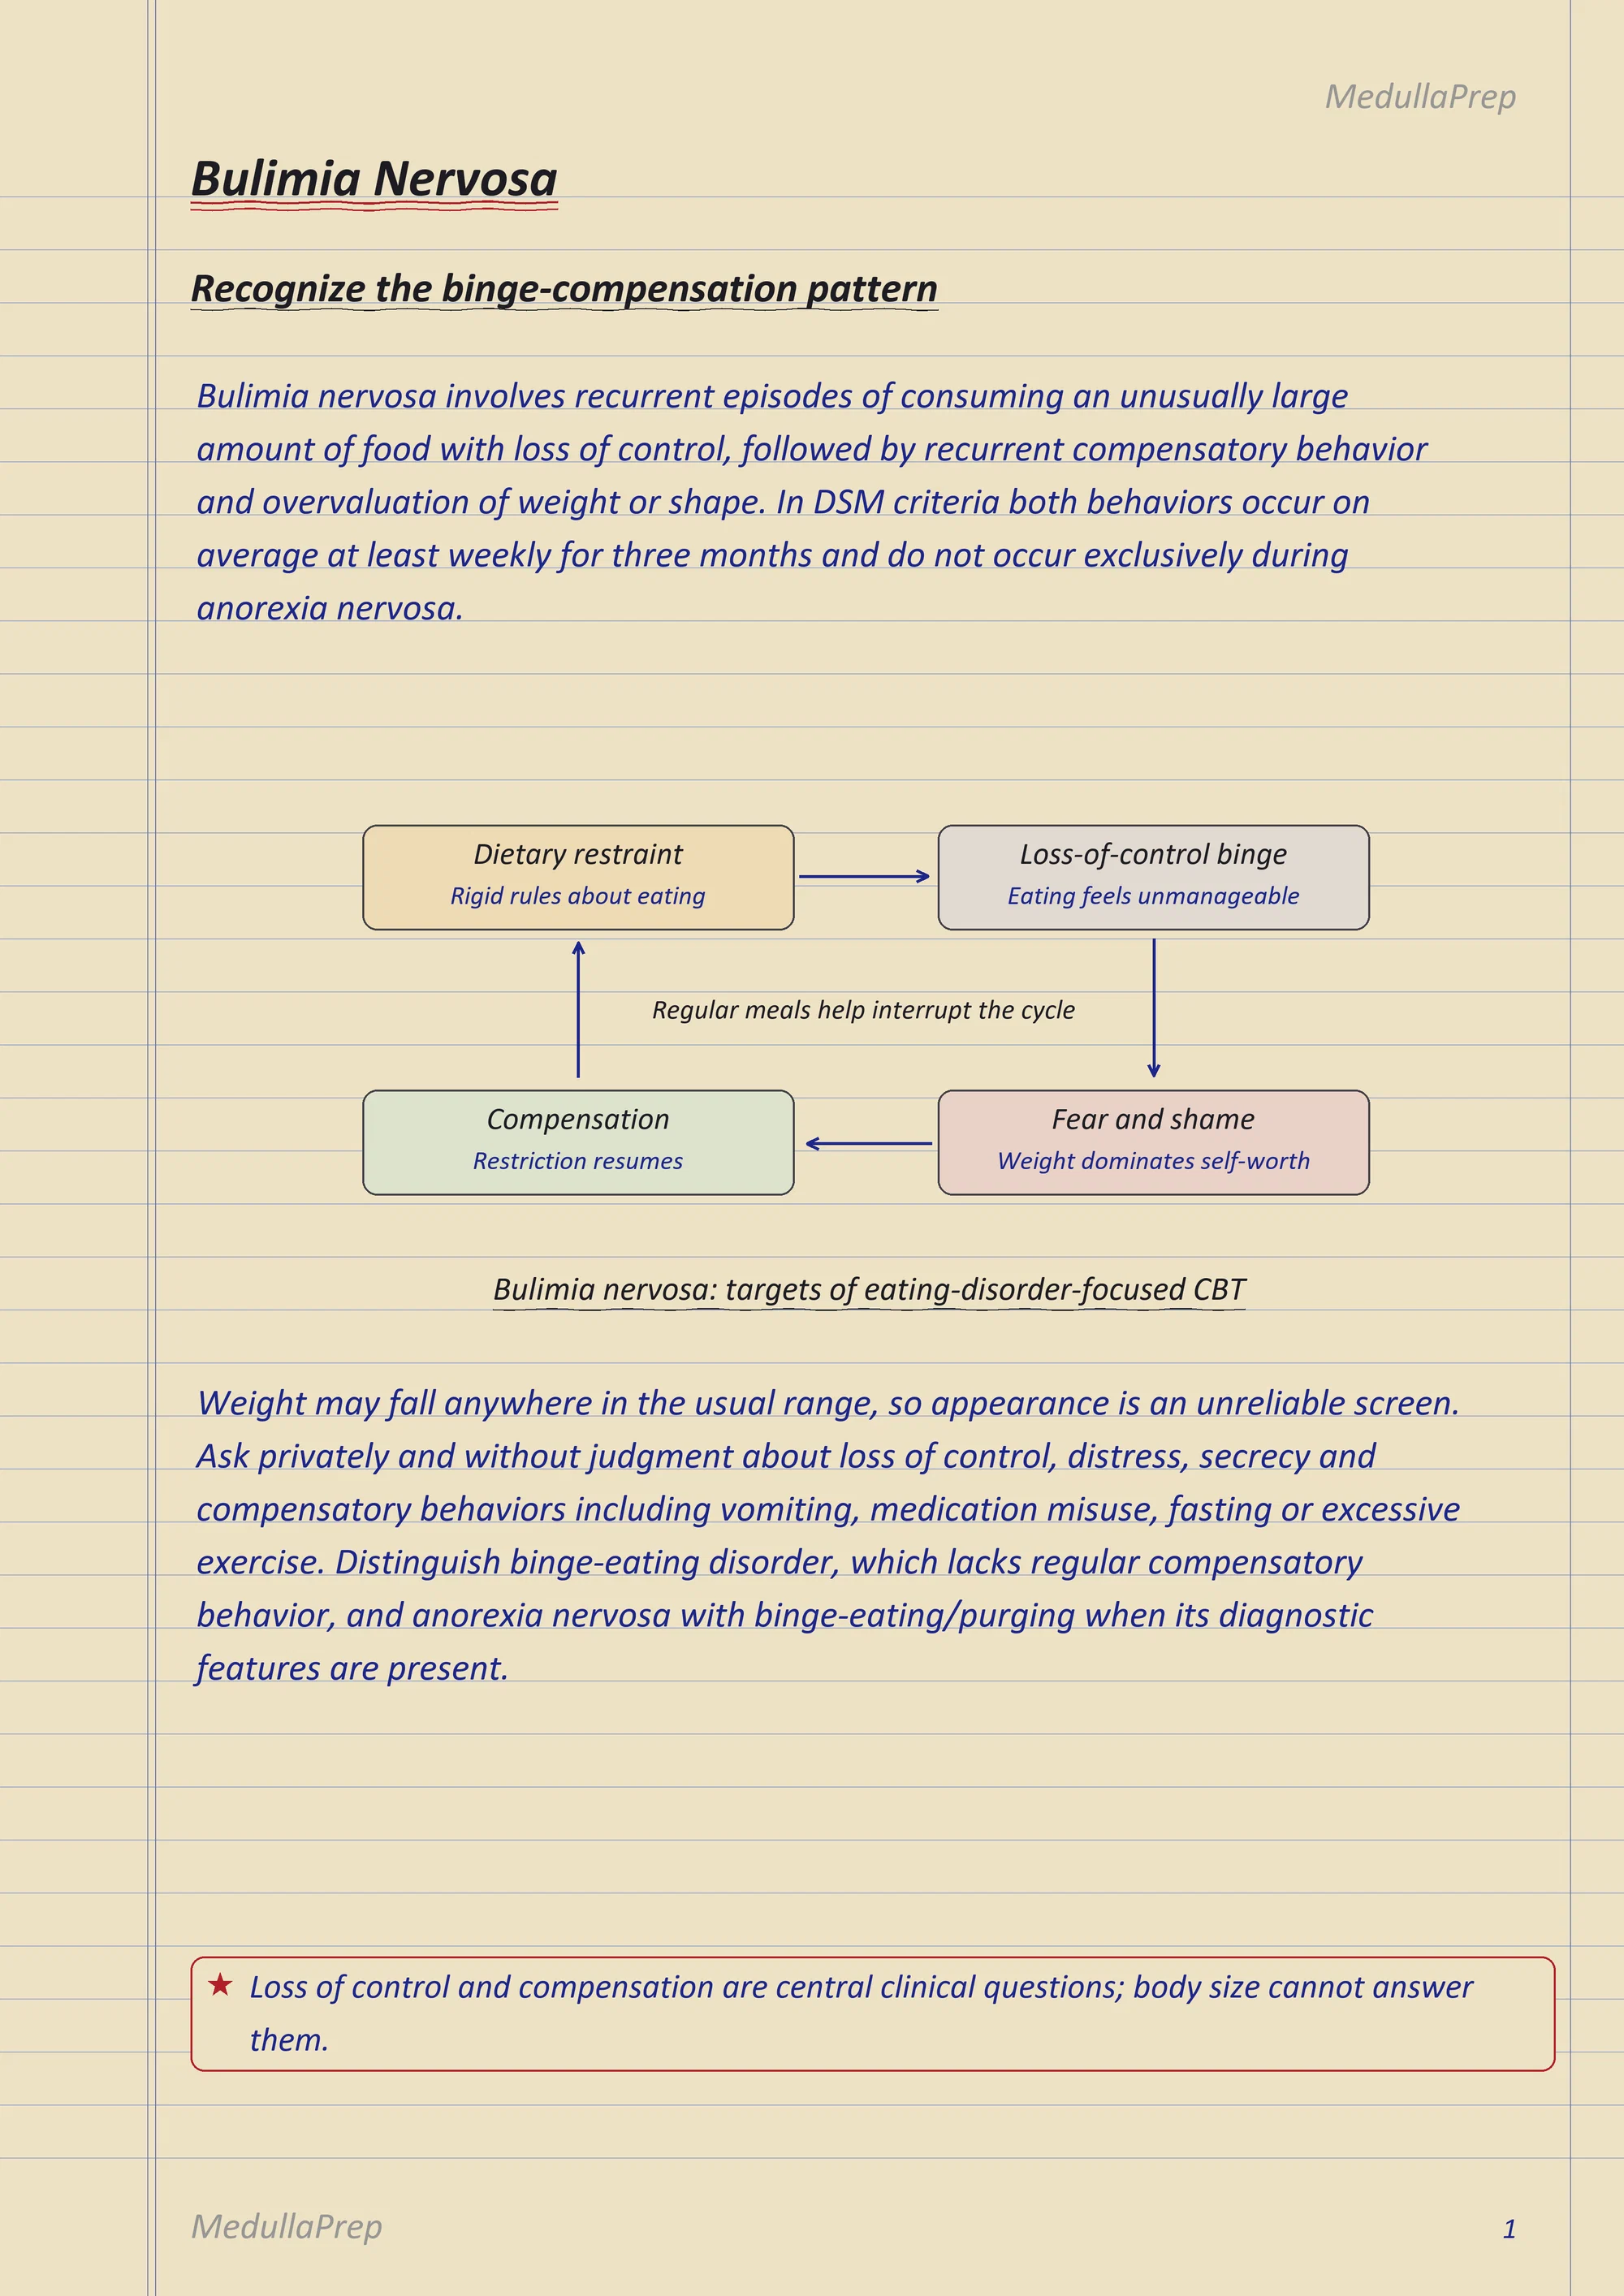 MedullaPrep
Bulimia Nervosa
Recognize the binge-compensation pattern
Bulimia nervosa involves recurrent episodes of consuming an unusually large
amount of food with loss of control, followed by recurrent compensatory behavior
and overvaluation of weight or shape. In DSM criteria both behaviors occur on
average at least weekly for three months and do not occur exclusively during
anorexia nervosa.
Dietary restraint
Rigid rules about eating
Loss-of-control binge
Eating feels unmanageable
Regular meals help interrupt the cycle
Compensation
Restriction resumes
Fear and shame
Weight dominates self-worth
Bulimia nervosa: targets of eating-disorder-focused CBT
Weight may fall anywhere in the usual range, so appearance is an unreliable screen.
Ask privately and without judgment about loss of control, distress, secrecy and
compensatory behaviors including vomiting, medication misuse, fasting or excessive
exercise. Distinguish binge-eating disorder, which lacks regular compensatory
behavior, and anorexia nervosa with binge-eating/purging when its diagnostic
features are present.
★ Loss of control and compensation are central clinical questions; body size cannot answer
them.
MedullaPrep
1